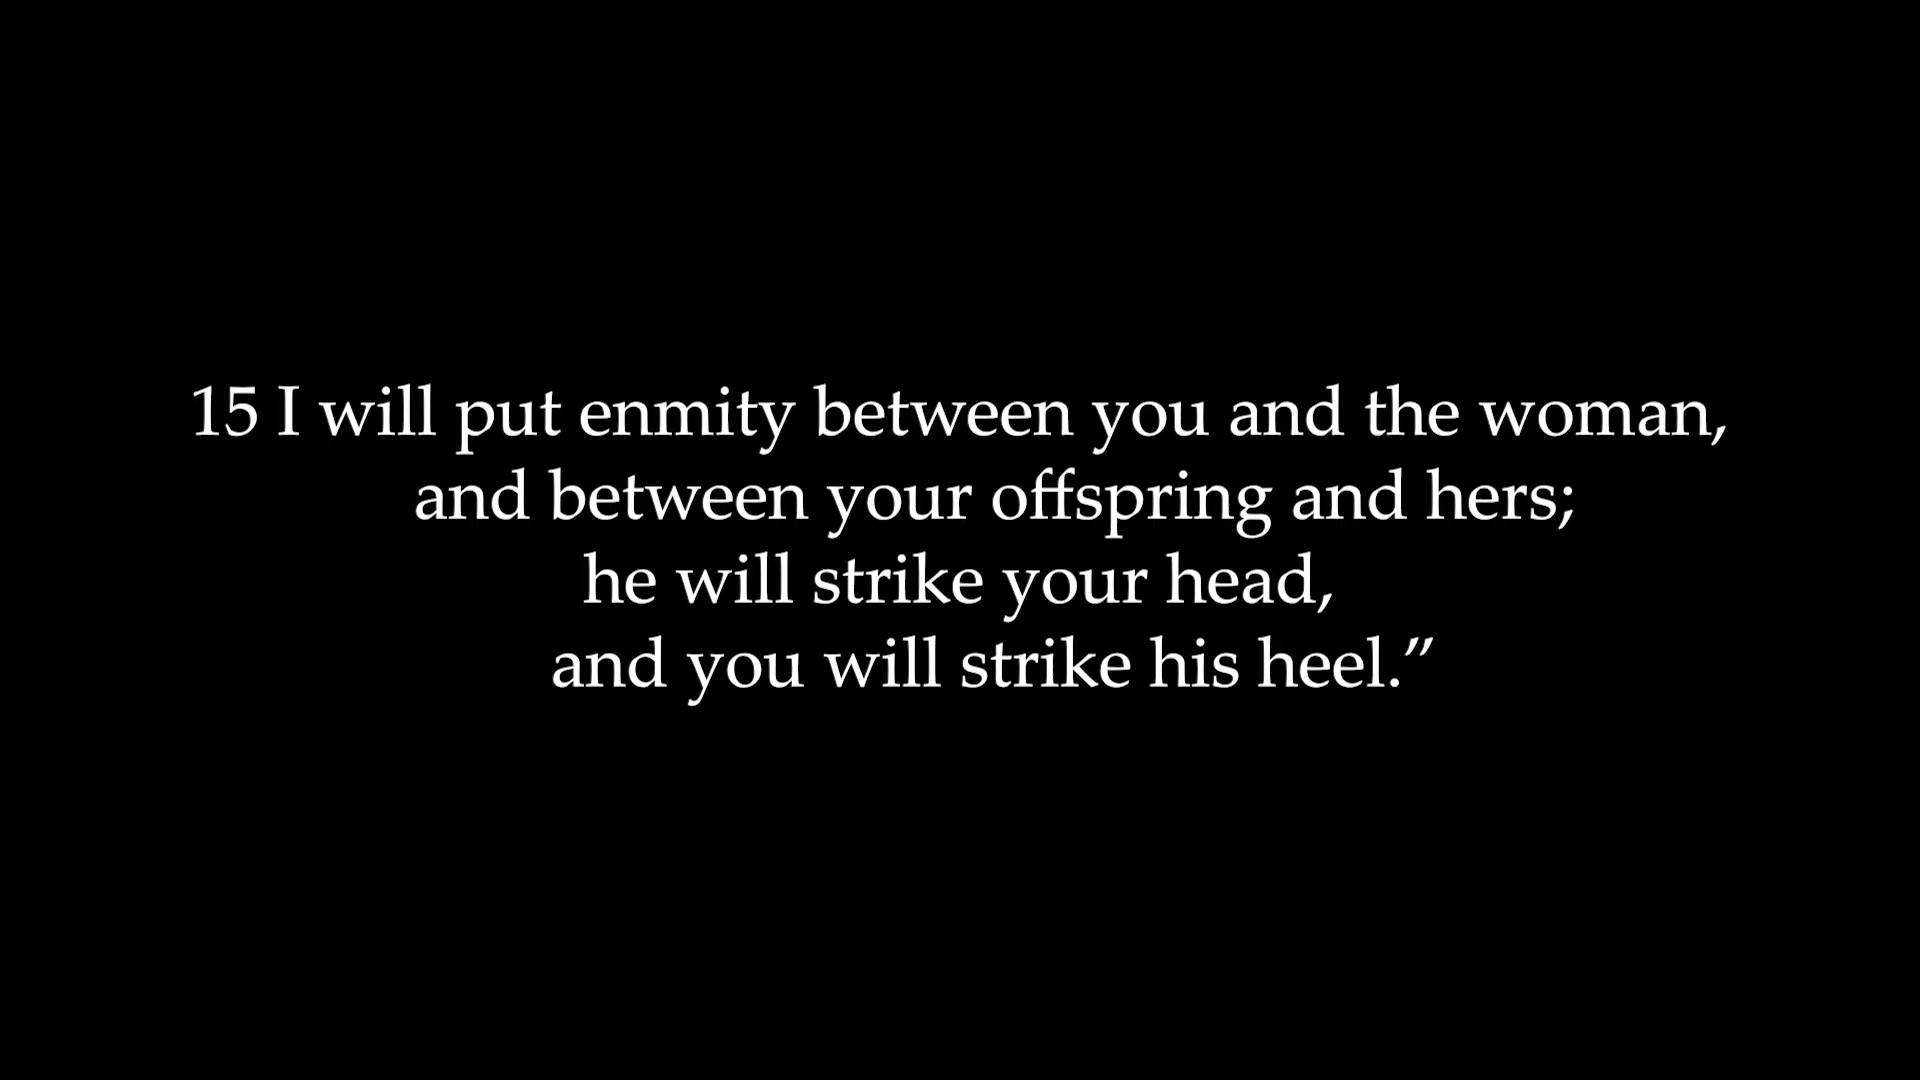 15 I will put enmity between you and the woman,
and between your offspring and hers;
he will strike your head,
and you will strike his heel.”